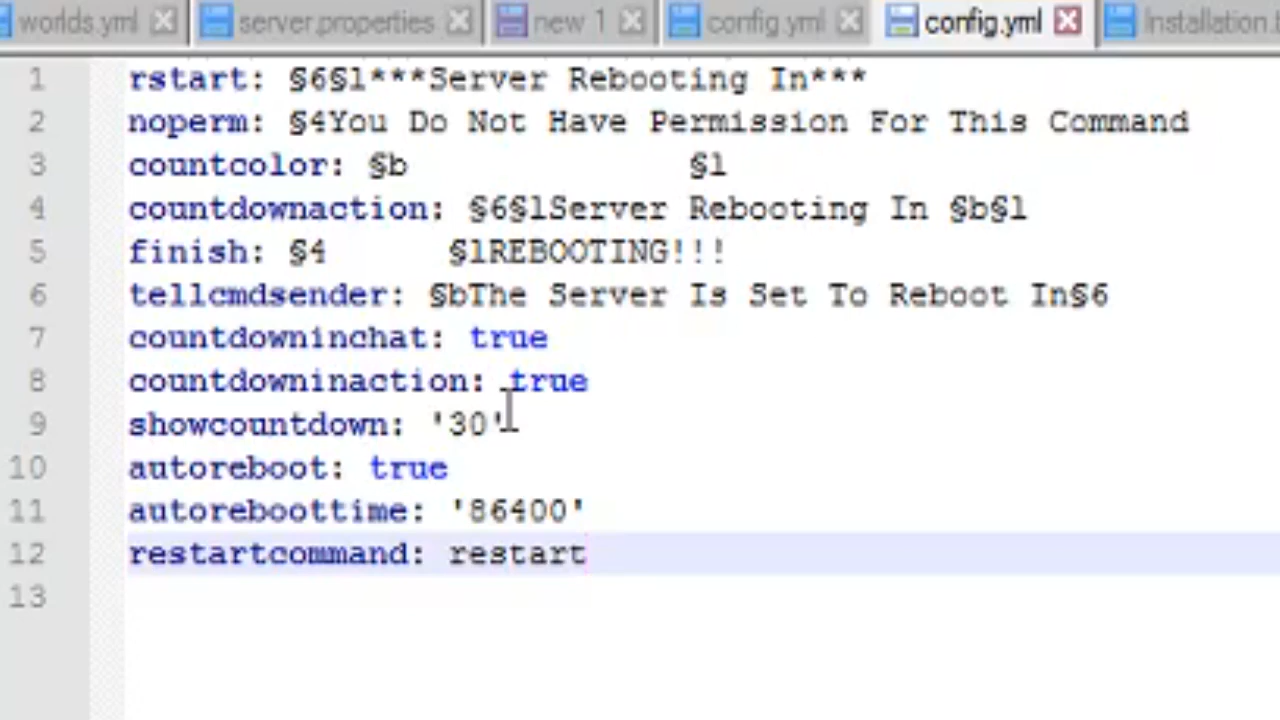 worlds.yml server.properties new 1 config.yml config.yml Installation.
1 rstart: §6§l***Server Rebooting In***
2 noperm: §4You Do Not Have Permission For This Command
3 countcolor: §b              §l
4 countdownaction: §6§lServer Rebooting In §b§l
5 finish: §4      §lREBOOTING!!!
6 tellcmdsender: §bThe Server Is Set To Reboot In§6
7 countdowninchat: true
8 countdowninaction: true
9 showcountdown: '30'
10 autoreboot: true
11 autoreboottime: '86400'
12 restartcommand: restart
13